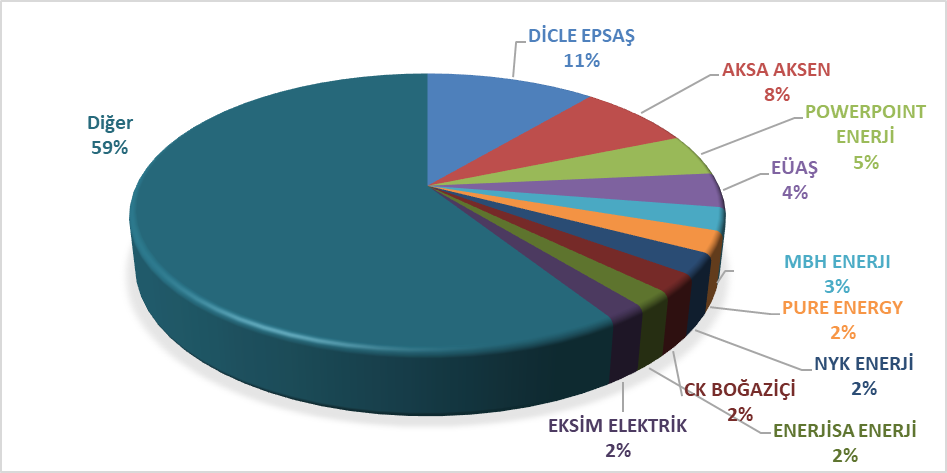 DİCLE EPSAŞ
11%
AKSA AKSEN
8%
POWERPOINT
ENERJİ
5%
EÜAŞ
4%
MBH ENERJI
3%
PURE ENERGY
2%
NYK ENERJİ
2%
CK BOĞAZİÇİ
2%
ENERJİSA ENERJİ
2%
EKSİM ELEKTRİK
2%
Diğer
59%